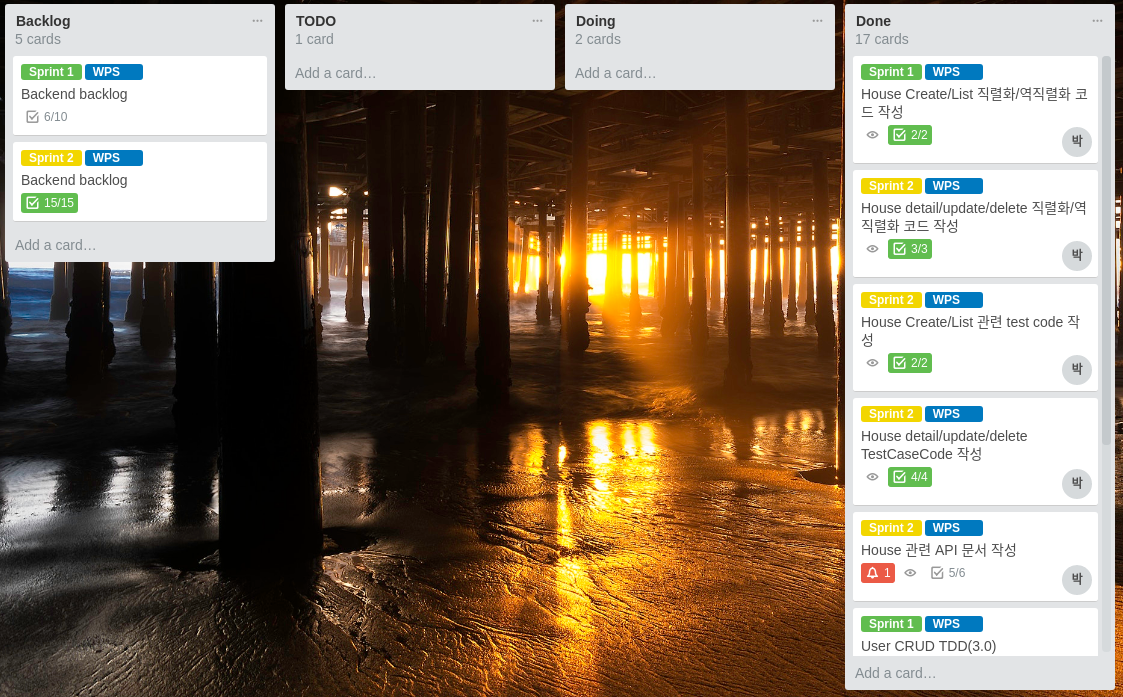 Backlog
5 cards
Sprint 1 WPS
Backend backlog
6/10
Sprint 2 WPS
Backend backlog
15/15
Add a card…
TODO
1 card
Add a card…
Doing
2 cards
Add a card…
Done
17 cards
Sprint 1 WPS
House Create/List 직렬화/역직렬화 코
드 작성
2/2
박
Sprint 2 WPS
House detail/update/delete 직렬화/역
직렬화 코드 작성
3/3
박
Sprint 2 WPS
House Create/List 관련 test code 작
성
2/2
박
Sprint 2 WPS
House detail/update/delete
TestCaseCode 작성
4/4
박
Sprint 2 WPS
House 관련 API 문서 작성
1 5/6
박
Sprint 1 WPS
User CRUD TDD(3.0)
Add a card…